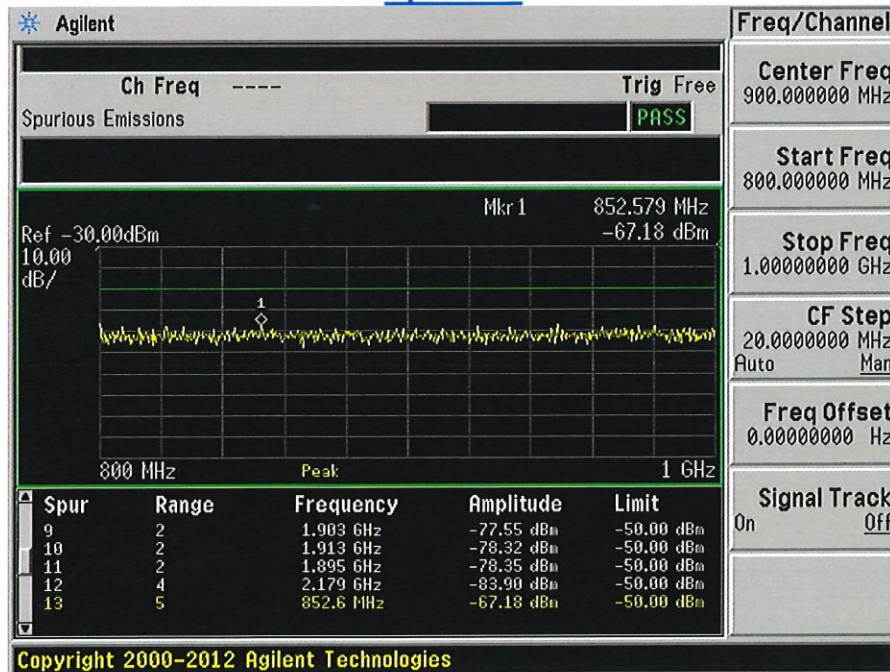 Agilent
Freq/Channel
Ch Freq ----
Trig Free
Spurious Emissions
PASS
Center Freq
900.000000 MHz
Start Freq
800.000000 MHz
Stop Freq
1.00000000 GHz
CF Step
20.0000000 MHz
Auto Man
Freq Offset
0.00000000 Hz
Signal Track
On Off
Mkr1 852.579 MHz
-67.18 dBm
Ref -30.00dBm
10.00
dB/
1
800 MHz Peak 1 GHz
Spur Range Frequency Amplitude Limit
9 2 1.903 GHz -77.55 dBm -50.00 dBm
10 2 1.913 GHz -78.32 dBm -50.00 dBm
11 2 1.895 GHz -78.35 dBm -50.00 dBm
12 4 2.179 GHz -83.90 dBm -50.00 dBm
13 5 852.6 MHz -67.18 dBm -50.00 dBm
Copyright 2000-2012 Agilent Technologies